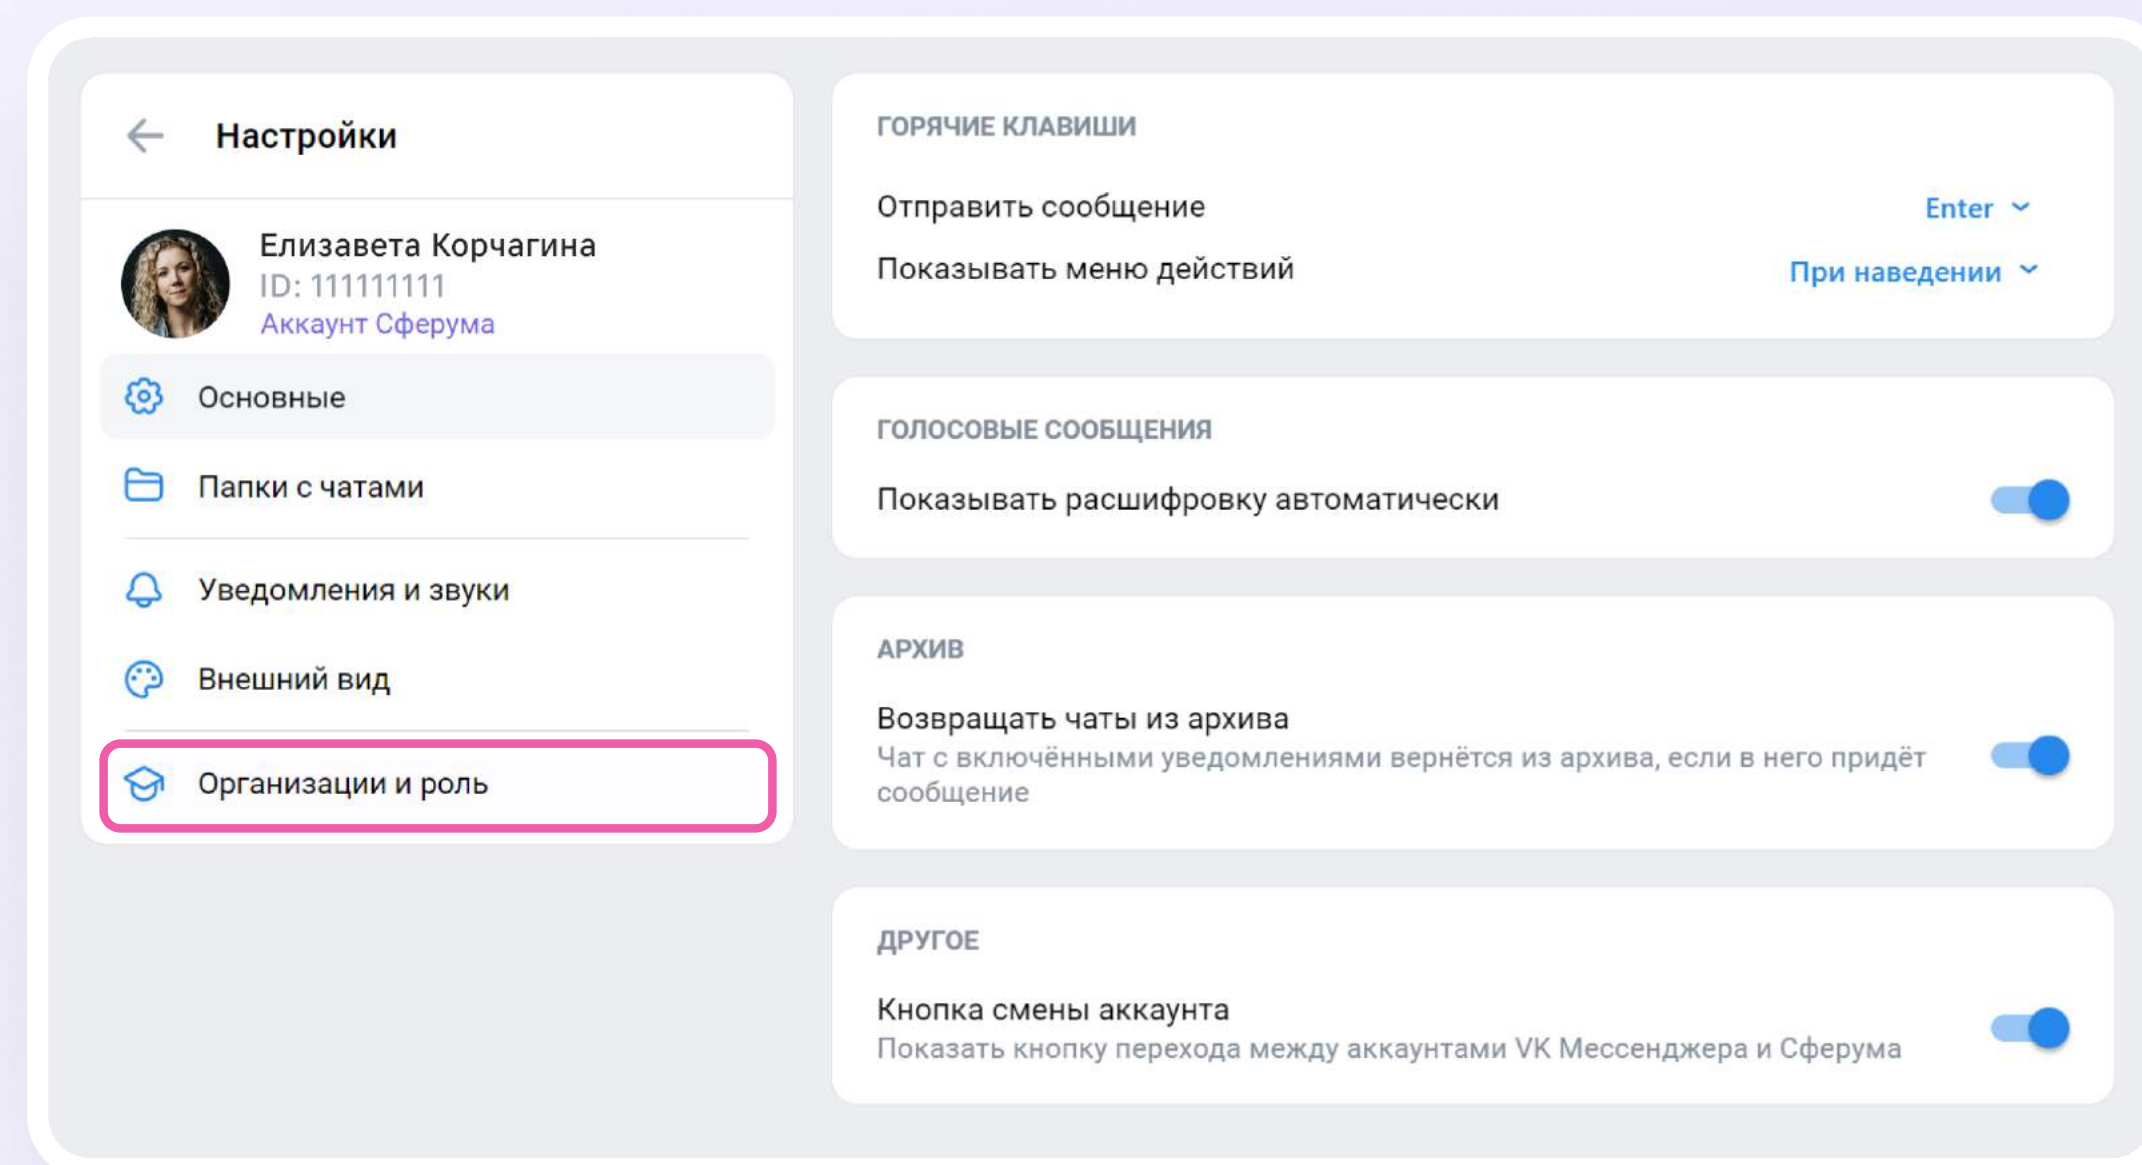 Настройки
Елизавета Корчагина
ID: 111111111
Аккаунт Сферума
Основные
Папки с чатами
Уведомления и звуки
Внешний вид
Организации и роль
ГОРЯЧИЕ КЛАВИШИ
Отправить сообщение
Enter
Показывать меню действий
При наведении
ГОЛОСОВЫЕ СООБЩЕНИЯ
Показывать расшифровку автоматически
АРХИВ
Возвращать чаты из архива
Чат с включёнными уведомлениями вернётся из архива, если в него придёт
сообщение
ДРУГОЕ
Кнопка смены аккаунта
Показать кнопку перехода между аккаунтами VK Мессенджера и Сферума